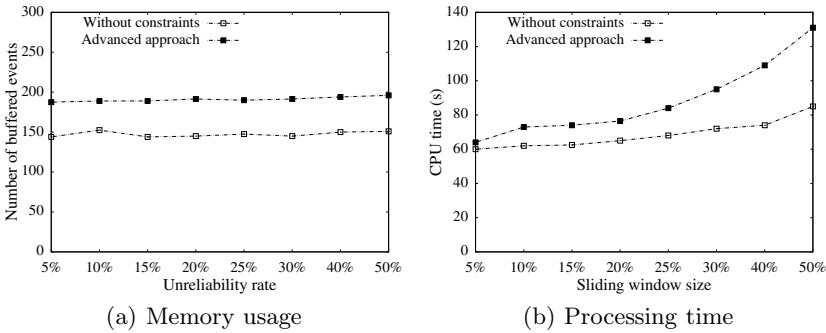 300
250
200
150
100
50
0
Number of buffered events
Without constraints
Advanced approach
5% 10% 15% 20% 25% 30% 40% 50%
Unreliability rate
(a) Memory usage
140
120
100
80
60
40
20
0
CPU time (s)
Without constraints
Advanced approach
5% 10% 15% 20% 25% 30% 40% 50%
Sliding window size
(b) Processing time